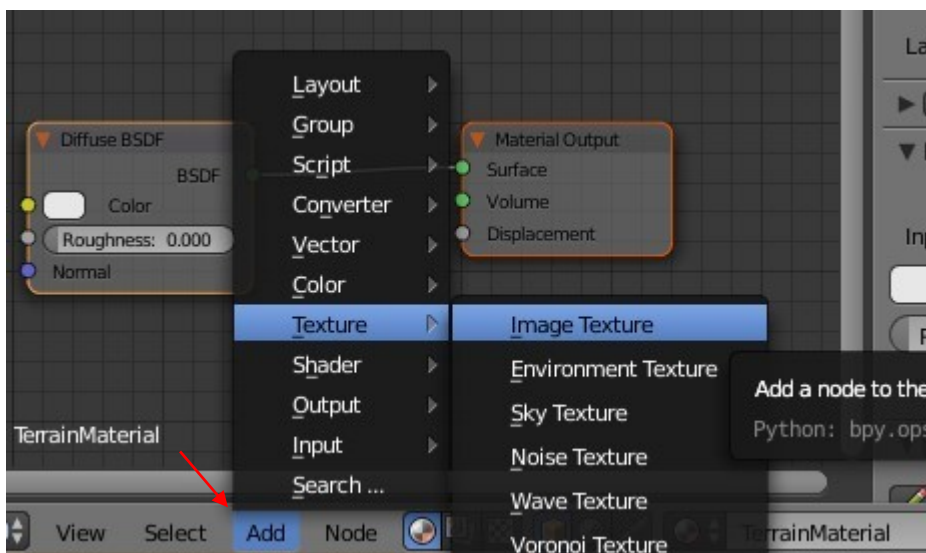 Layout
Group
Diffuse BSDF
Material Output
Script
BSDF
Surface
Color
Converter
Volume
Roughness: 0.000
Vector
Displacement
Normal
Color
Texture
Image Texture
Shader
Environment Texture
Add a node to the
Output
Sky Texture
Python: bpy.ops
TerrainMaterial
Input
Noise Texture
Search ...
Wave Texture
View Select Add Node
TerrainMaterial
Voronoi Texture